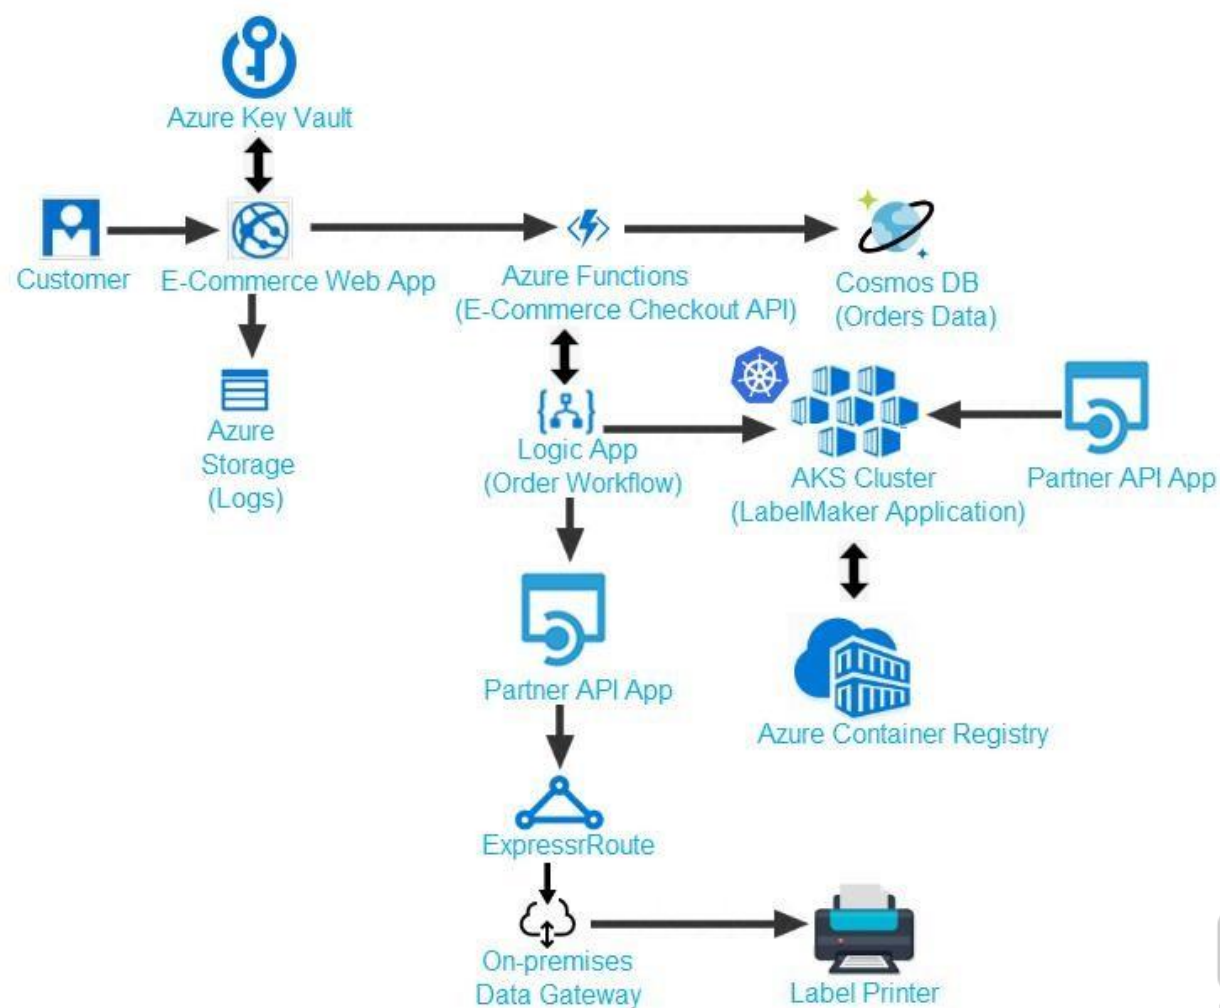 Azure Key Vault
Customer
E-Commerce Web App
Azure Functions
(E-Commerce Checkout API)
Cosmos DB
(Orders Data)
Azure
Storage
(Logs)
Logic App
(Order Workflow)
AKS Cluster
(LabelMaker Application)
Partner API App
Partner API App
Azure Container Registry
ExpressrRoute
On-premises
Data Gateway
Label Printer